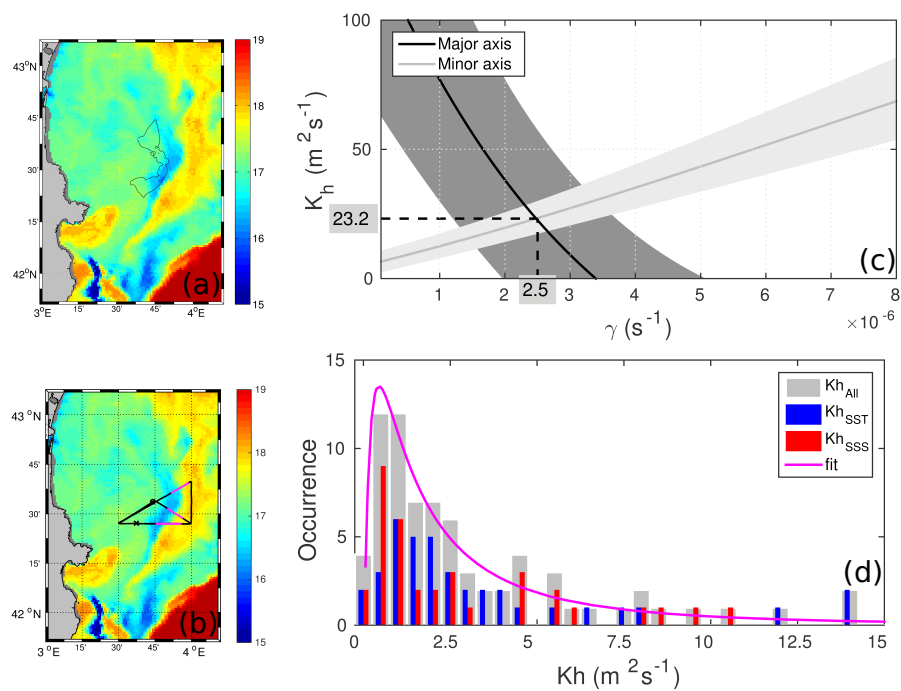 43°N
45'
30'
15'
42°N
3°E
15'
30'
45'
4°E
(a)
19
18
17
16
15
100
50
0
K_h (m^2 s^-1)
Major axis
Minor axis
23.2
2.5
(c)
1
2
3
4
5
6
7
8
γ (s^-1)
×10^-6
43°N
45'
30'
15'
42°N
3°E
15'
30'
45'
4°E
(b)
19
18
17
16
15
15
10
5
0
Occurrence
Kh_All
Kh_SST
Kh_SSS
fit
(d)
0
2.5
5
7.5
10
12.5
15
Kh (m^2 s^-1)